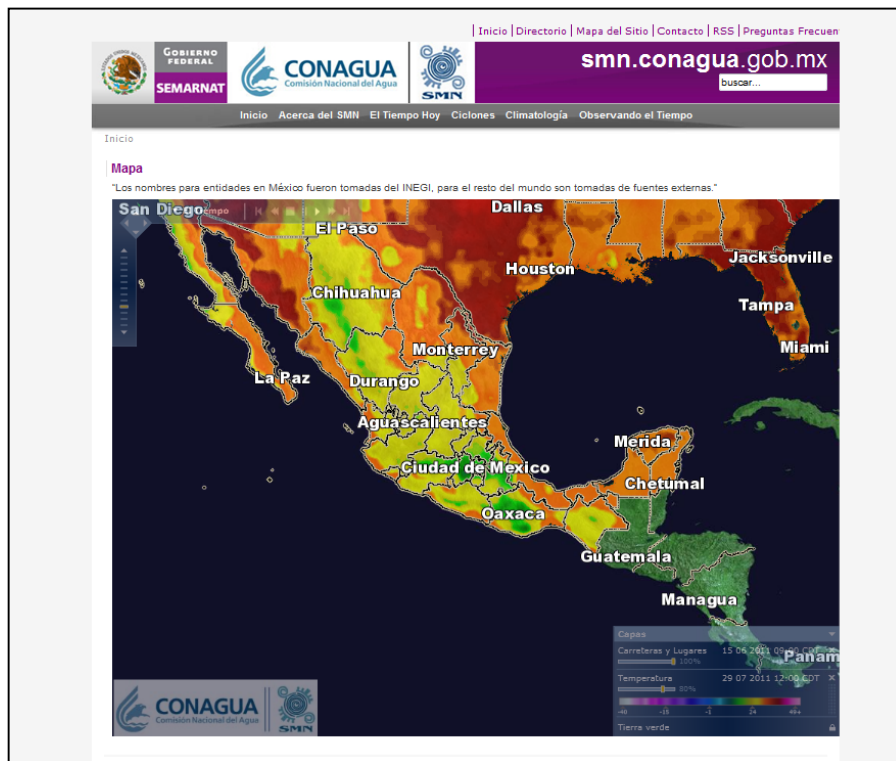 Inicio | Directorio | Mapa del Sitio | Contacto | RSS | Preguntas Frecuen
GOBIERNO
FEDERAL
SEMARNAT
CONAGUA
Comisión Nacional del Agua
SMN
smn.conagua.gob.mx
buscar...
Inicio Acerca del SMN El Tiempo Hoy Ciclones Climatología Observando el Tiempo
Inicio
Mapa
"Los nombres para entidades en México fueron tomadas del INEGI, para el resto del mundo son tomadas de fuentes externas."
San Diego
Dallas
El Paso
Jacksonville
Houston
Chihuahua
Tampa
Monterrey
Miami
La Paz
Durango
Aguascalientes
Merida
Ciudad de Mexico
Chetumal
Oaxaca
Guatemala
Managua
Capas
Carreteras y Lugares 15 06 2011 09:00 CDT
100%
Panam
Temperatura 29 07 2011 12:00 CDT
80%
-40 -15 -1 24 49+
Tierra verde
CONAGUA
Comisión Nacional del Agua
SMN